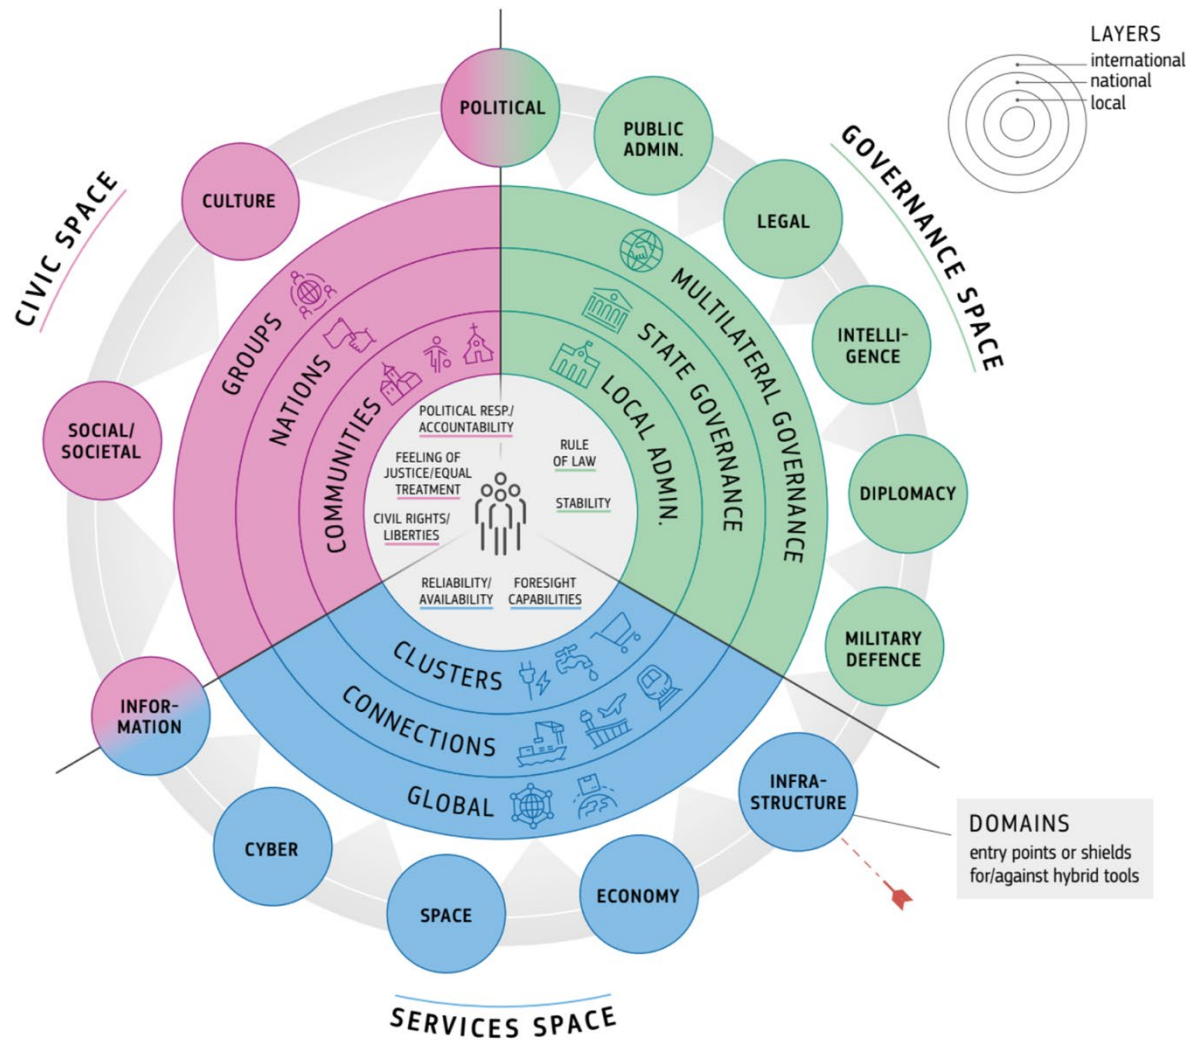 LAYERS
international
national
local
CIVIC SPACE
GOVERNANCE SPACE
SERVICES SPACE
POLITICAL
PUBLIC
ADMIN.
LEGAL
INTELLI-
GENCE
DIPLOMACY
MILITARY
DEFENCE
INFRA-
STRUCTURE
ECONOMY
SPACE
CYBER
INFOR-
MATION
SOCIAL/
SOCIETAL
CULTURE
GROUPS
NATIONS
COMMUNITIES
MULTILATERAL GOVERNANCE
STATE GOVERNANCE
LOCAL ADMIN.
CLUSTERS
CONNECTIONS
GLOBAL
POLITICAL RESP./
ACCOUNTABILITY
FEELING OF
JUSTICE/EQUAL
TREATMENT
CIVIL RIGHTS/
LIBERTIES
RULE
OF LAW
STABILITY
RELIABILITY/
AVAILABILITY
FORESIGHT
CAPABILITIES
DOMAINS
entry points or shields
for/against hybrid tools